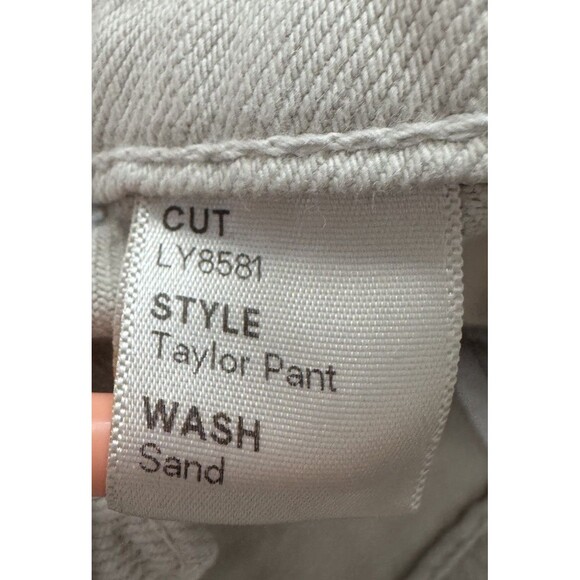 CUT
LY8581
STYLE
Taylor Pant
WASH
Sand